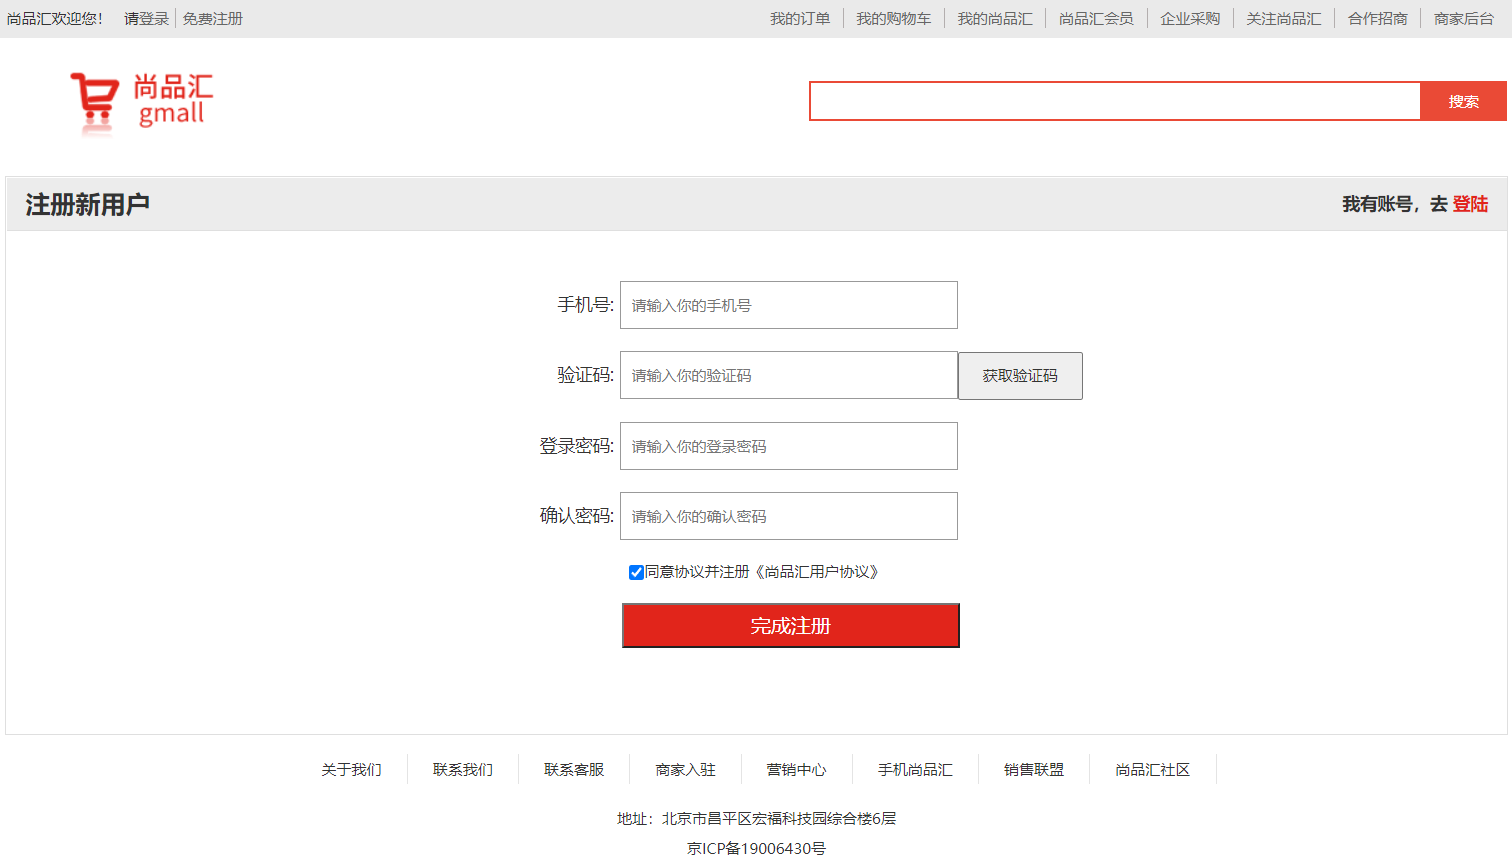 尚品汇欢迎您！ 请登录 免费注册 我的订单 我的购物车 我的尚品汇 尚品汇会员 企业采购 关注尚品汇 合作招商 商家后台
尚品汇
gmall
搜索
注册新用户 我有账号，去 登陆
手机号: 请输入你的手机号
验证码: 请输入你的验证码 获取验证码
登录密码: 请输入你的登录密码
确认密码: 请输入你的确认密码
同意协议并注册《尚品汇用户协议》
完成注册
关于我们 联系我们 联系客服 商家入驻 营销中心 手机尚品汇 销售联盟 尚品汇社区
地址：北京市昌平区宏福科技园综合楼6层
京ICP备19006430号